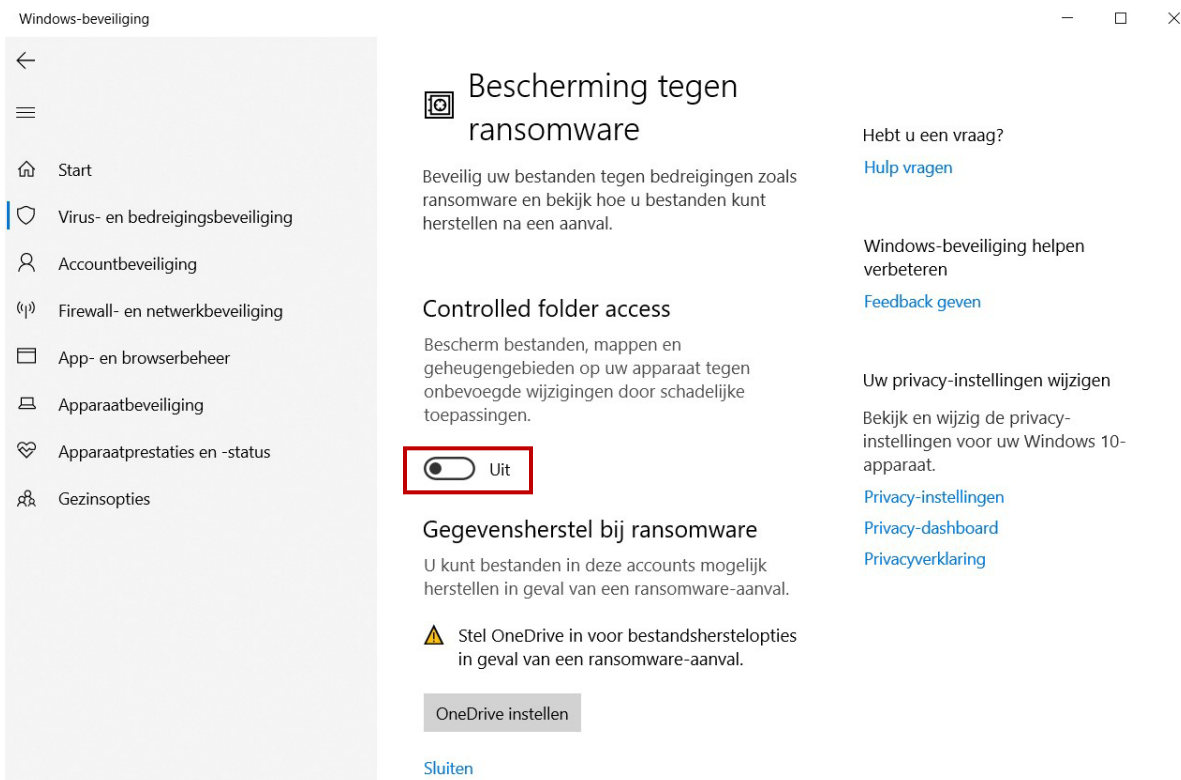 Windows-beveiliging
Start
Virus- en bedreigingsbeveiliging
Accountbeveiliging
Firewall- en netwerkbeveiliging
App- en browserbeheer
Apparaatbeveiliging
Apparaatprestaties en -status
Gezinsopties
Bescherming tegen
ransomware
Beveilig uw bestanden tegen bedreigingen zoals
ransomware en bekijk hoe u bestanden kunt
herstellen na een aanval.
Controlled folder access
Bescherm bestanden, mappen en
geheugengebieden op uw apparaat tegen
onbevoegde wijzigingen door schadelijke
toepassingen.
Uit
Gegevensherstel bij ransomware
U kunt bestanden in deze accounts mogelijk
herstellen in geval van een ransomware-aanval.
Stel OneDrive in voor bestandsherstelopties
in geval van een ransomware-aanval.
OneDrive instellen
Sluiten
Hebt u een vraag?
Hulp vragen
Windows-beveiliging helpen
verbeteren
Feedback geven
Uw privacy-instellingen wijzigen
Bekijk en wijzig de privacy-
instellingen voor uw Windows 10-
apparaat.
Privacy-instellingen
Privacy-dashboard
Privacyverklaring